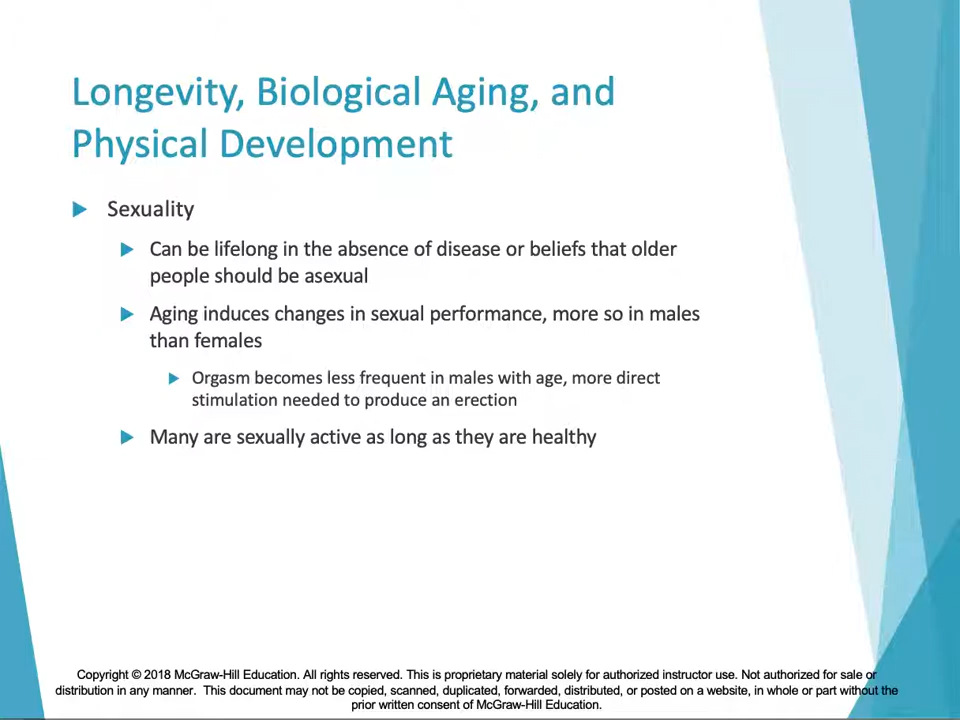 Longevity, Biological Aging, and
Physical Development
Sexuality
Can be lifelong in the absence of disease or beliefs that older
people should be asexual
Aging induces changes in sexual performance, more so in males
than females
Orgasm becomes less frequent in males with age, more direct
stimulation needed to produce an erection
Many are sexually active as long as they are healthy
Copyright © 2018 McGraw-Hill Education. All rights reserved. This is proprietary material solely for authorized instructor use. Not authorized for sale or
distribution in any manner. This document may not be copied, scanned, duplicated, forwarded, distributed, or posted on a website, in whole or part without the
prior written consent of McGraw-Hill Education.